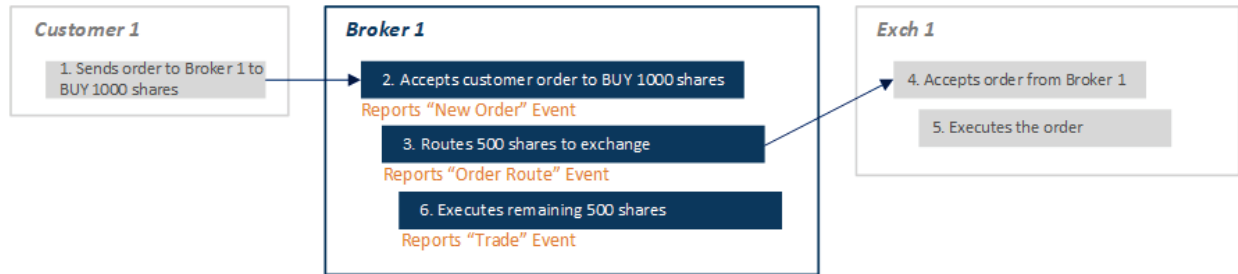 Customer 1
1. Sends order to Broker 1 to
BUY 1000 shares
Broker 1
2. Accepts customer order to BUY 1000 shares
Reports “New Order” Event
3. Routes 500 shares to exchange
Reports “Order Route” Event
6. Executes remaining 500 shares
Reports “Trade” Event
Exch 1
4. Accepts order from Broker 1
5. Executes the order